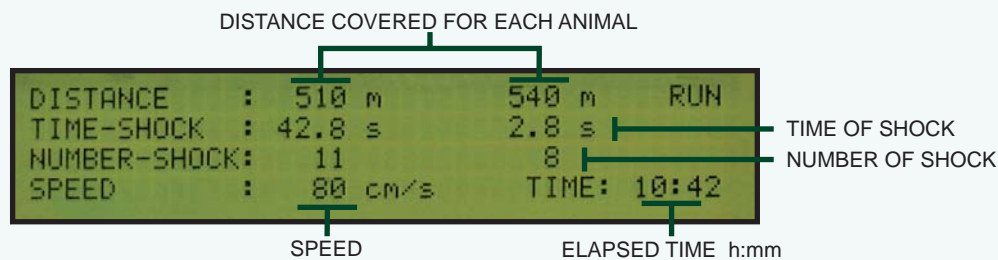 DISTANCE COVERED FOR EACH ANIMAL
DISTANCE : 510 m 540 m RUN
TIME-SHOCK : 42.8 s 2.8 s
TIME OF SHOCK
NUMBER-SHOCK: 11 8
NUMBER OF SHOCK
SPEED : 80 cm/s TIME: 10:42
SPEED
ELAPSED TIME h:mm